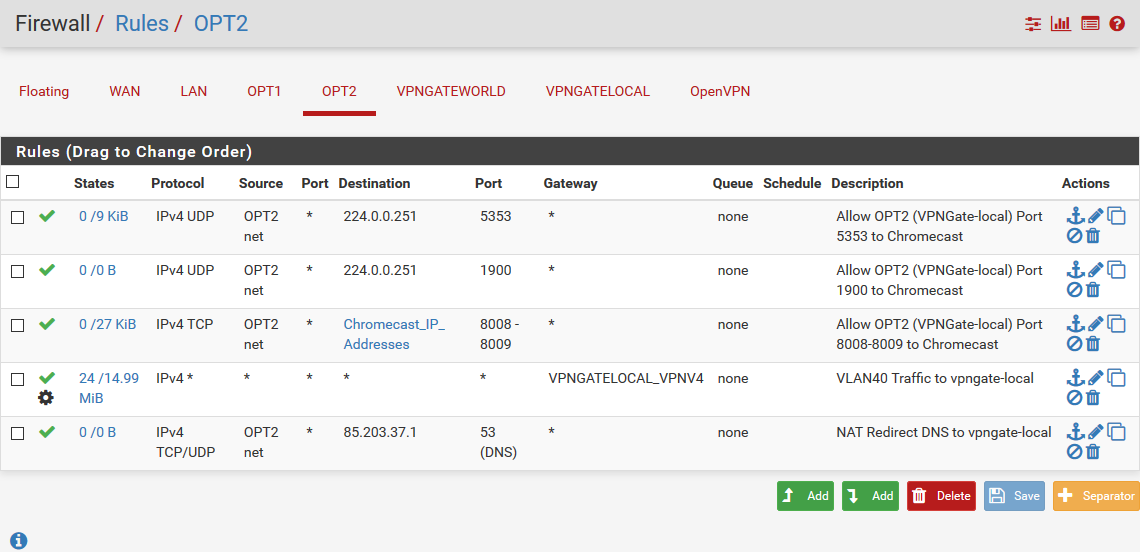 Firewall / Rules / OPT2
Floating WAN LAN OPT1 OPT2 VPNGATEWORLD VPNGATELOCAL OpenVPN
Rules (Drag to Change Order)
States Protocol Source Port Destination Port Gateway Queue Schedule Description Actions
0 /9 KiB IPv4 UDP OPT2 * 224.0.0.251 5353 * none Allow OPT2 (VPNGate-local) Port
net 5353 to Chromecast
0 /0 B IPv4 UDP OPT2 * 224.0.0.251 1900 * none Allow OPT2 (VPNGate-local) Port
net 1900 to Chromecast
0 /27 KiB IPv4 TCP OPT2 * Chromecast_IP_ 8008 - * none Allow OPT2 (VPNGate-local) Port
net Addresses 8009 8008-8009 to Chromecast
24 /14.99 IPv4 * * * * * VPNGATELOCAL_VPNV4 none VLAN40 Traffic to vpngate-local
MiB
0 /0 B IPv4 OPT2 * 85.203.37.1 53 * none NAT Redirect DNS to vpngate-local
TCP/UDP net (DNS)
Add Add Delete Save Separator